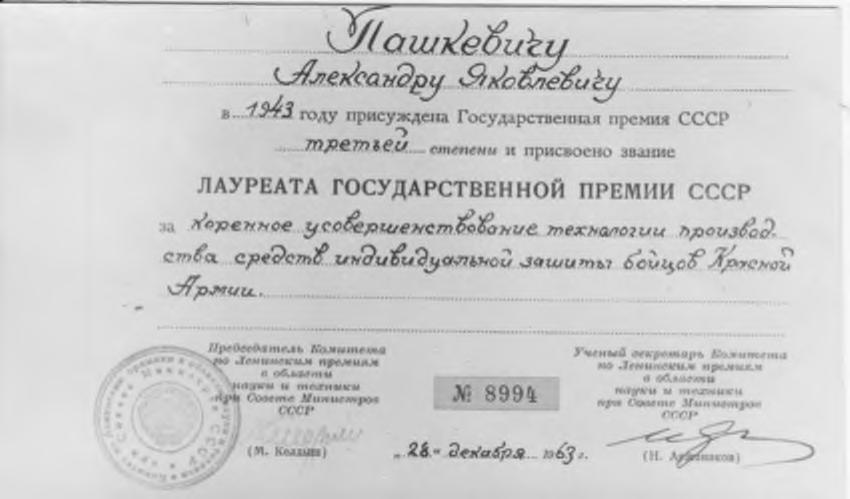 Пашкевичу
Александру Яковлевичу
в 1943 году присуждена Государственная премия СССР
третьей степени и присвоено звание
ЛАУРЕАТА ГОСУДАРСТВЕННОЙ ПРЕМИИ СССР
за коренное усовершенствование технологии производ-
ства средств индивидуальной защиты бойцов Красной
Армии.
Председатель Комитета
по Ленинским премиям
в области
науки и техники
при Совете Министров
СССР
(М. Келдыш)
№ 8994
„28" декабря 1963 г.
Ученый секретарь Комитета
по Ленинским премиям
в области
науки и техники
при Совете Министров
СССР
(Н.